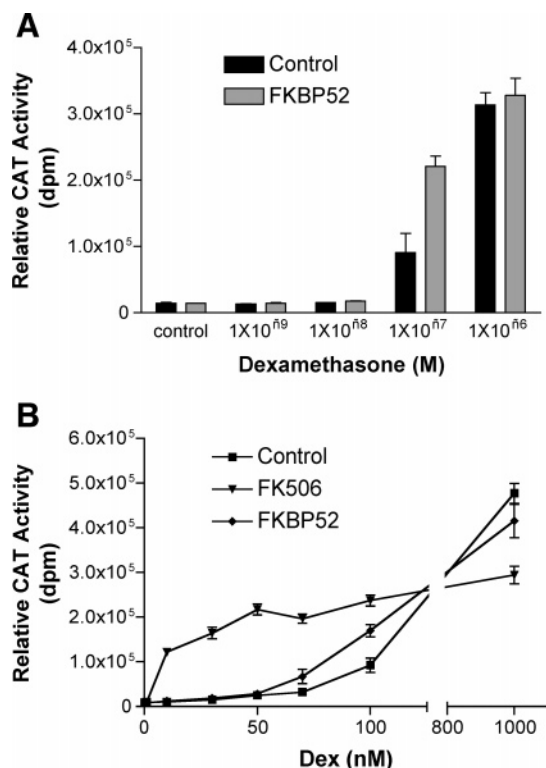 A
Relative CAT Activity
(dpm)
4.0x10⁵
2.0x10⁵
1.0x10⁵
0
Control
FKBP52
control
1X10ñ9
1X10ñ8
1X10ñ7
1X10ñ6
Dexamethasone (M)
B
Relative CAT Activity
(dpm)
6.0x10⁵
5.0x10⁵
4.0x10⁵
3.0x10⁵
2.0x10⁵
1.0x10⁵
0
Control
FK506
FKBP52
0
50
100
800
1000
Dex (nM)